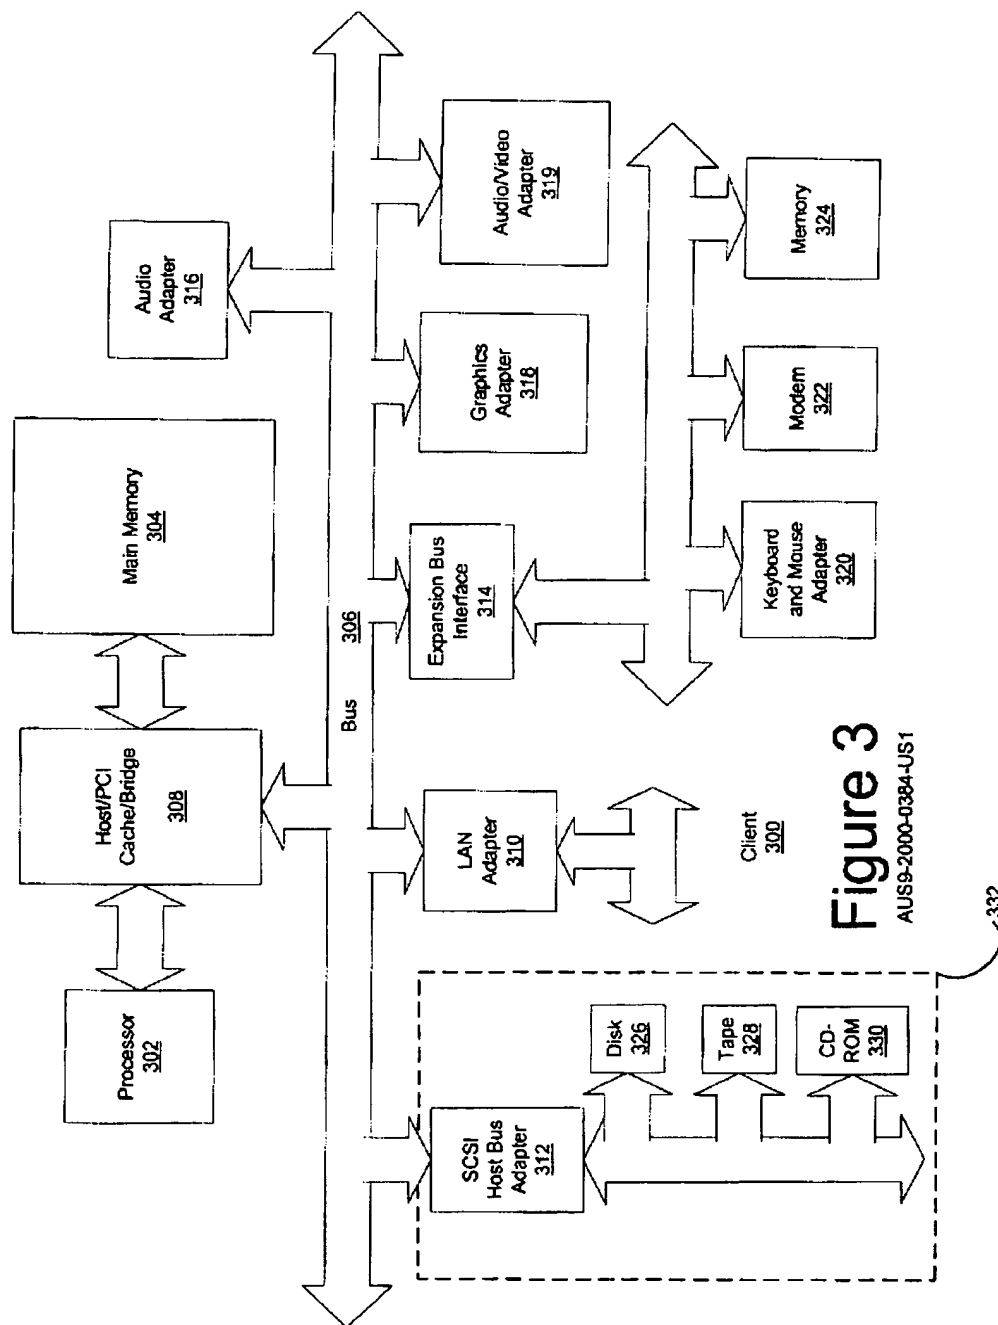 Processor
302
Host/PCI
Cache/Bridge
308
Main Memory
304
Audio
Adapter
316
Bus
306
SCSI
Host Bus
Adapter
312
LAN
Adapter
310
Expansion Bus
Interface
314
Graphics
Adapter
318
Audio/Video
Adapter
319
Disk
326
Tape
328
CD-
ROM
330
332
Client
300
Keyboard
and Mouse
Adapter
320
Modem
322
Memory
324
Figure 3
AUS9-2000-0384-US1